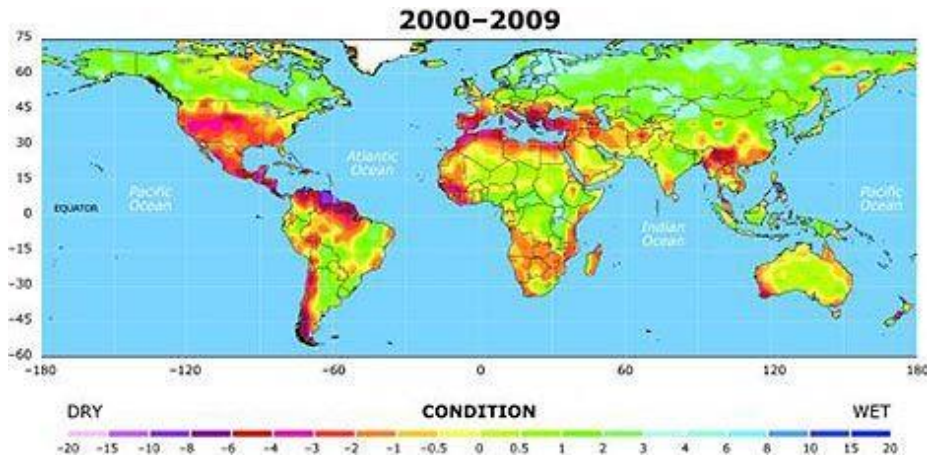 2000–2009
75
60
45
30
15
0
–15
–30
–45
–60
Atlantic
Ocean
Pacific
Ocean
EQUATOR
Indian
Ocean
Pacific
Ocean
–180
–120
–60
0
60
120
180
DRY
CONDITION
WET
–20 –15 –10 –8 –6 –4 –3 –2 –1 –0.5 0 0.5 1 2 3 4 6 8 10 15 20